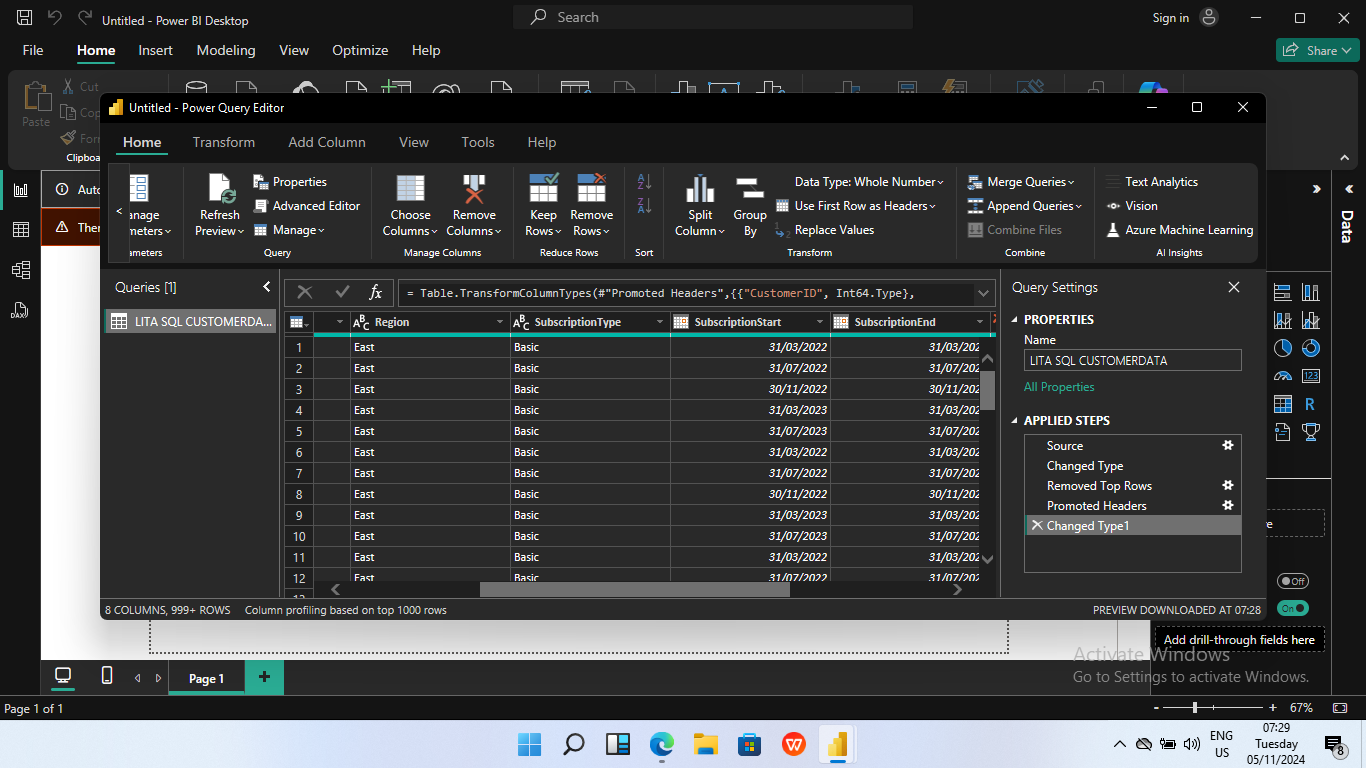 Untitled - Power BI Desktop
Search
Sign in
File Home Insert Modeling View Optimize Help
Share
Paste
Cut
Untitled - Power Query Editor
Home Transform Add Column View Tools Help
Refresh Preview
Properties
Advanced Editor
Manage
Query
Choose Columns
Remove Columns
Manage Columns
Keep Rows
Remove Rows
Reduce Rows
Sort
Split Column
Group By
Data Type: Whole Number
Use First Row as Headers
Replace Values
Transform
Merge Queries
Append Queries
Combine Files
Combine
Text Analytics
Vision
Azure Machine Learning
AI Insights
Data
Queries [1]
LITA SQL CUSTOMERDA...
= Table.TransformColumnTypes(#"Promoted Headers",{{"CustomerID", Int64.Type},
Region SubscriptionType SubscriptionStart SubscriptionEnd
1 East Basic 31/03/2022 31/03/202
2 East Basic 31/07/2022 31/07/202
3 East Basic 30/11/2022 30/11/202
4 East Basic 31/03/2023 31/03/202
5 East Basic 31/07/2023 31/07/202
6 East Basic 31/03/2022 31/03/202
7 East Basic 31/07/2022 31/07/202
8 East Basic 30/11/2022 30/11/202
9 East Basic 31/03/2023 31/03/202
10 East Basic 31/07/2023 31/07/202
11 East Basic 31/03/2022 31/03/202
12 East Basic 31/07/2022 31/07/202
Query Settings
PROPERTIES
Name
LITA SQL CUSTOMERDATA
All Properties
APPLIED STEPS
Source
Changed Type
Removed Top Rows
Promoted Headers
Changed Type1
Off
On
8 COLUMNS, 999+ ROWS Column profiling based on top 1000 rows
PREVIEW DOWNLOADED AT 07:28
Add drill-through fields here
Activate Windows
Go to Settings to activate Windows.
Page 1
Page 1 of 1
67%
ENG
US
07:29
Tuesday
05/11/2024
8